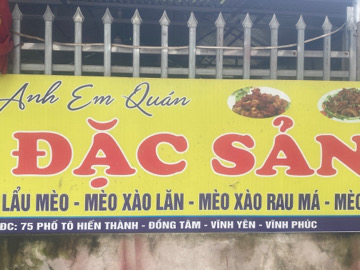 Anh Em Quán
ĐẶC SẢN
LẨU MÈO - MÈO XÀO LĂN - MÈO XÀO RAU MÁ - MÈO
ĐC: 75 PHỐ TÔ HIẾN THÀNH - ĐỒNG TÂM - VĨNH YÊN - VĨNH PHÚC